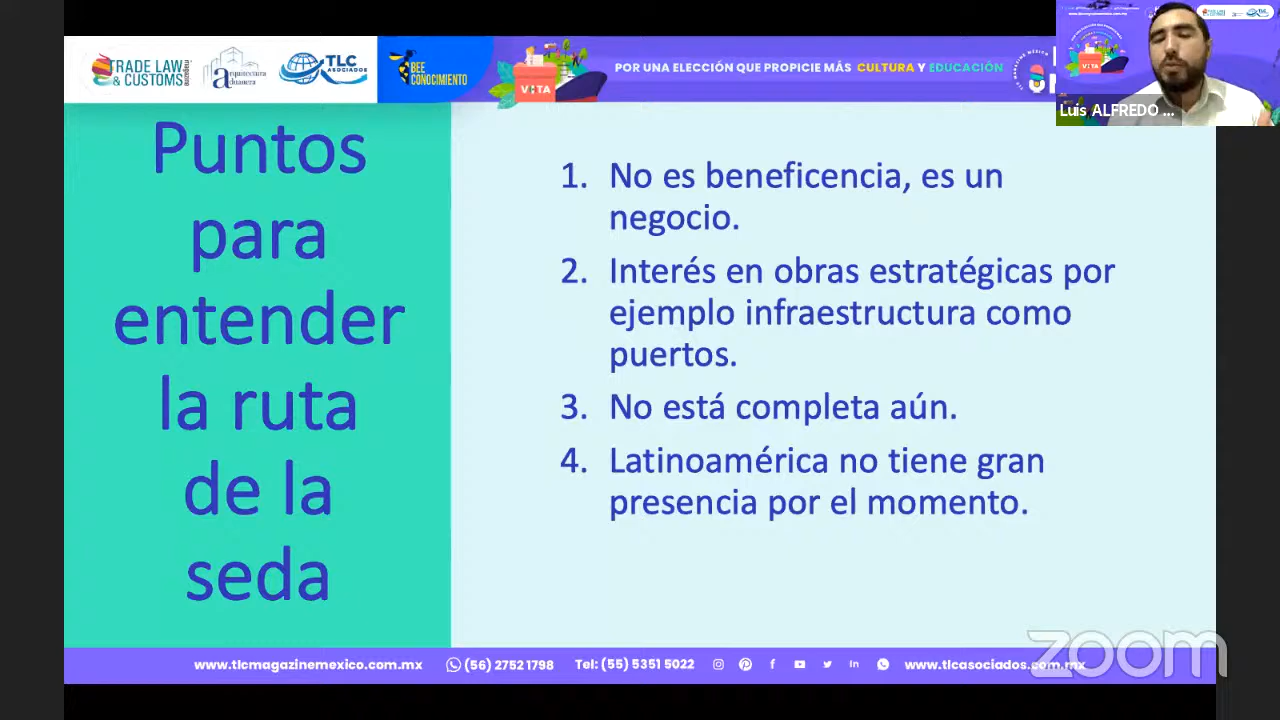 TRADE LAW
& CUSTOMS
arquitectura
aduanera
TLC
ASOCIADOS
BEE
CONOCIMIENTO
VOTA
POR UNA ELECCIÓN QUE PROPICIE MÁS CULTURA Y EDUCACIÓN
Luis ALFREDO ...
Puntos
para
entender
la ruta
de la
seda
1. No es beneficencia, es un
negocio.
2. Interés en obras estratégicas por
ejemplo infraestructura como
puertos.
3. No está completa aún.
4. Latinoamérica no tiene gran
presencia por el momento.
www.tlcmagazinemexico.com.mx (56) 2752 1798 Tel: (55) 5351 5022 www.tlcasociados.com.mx
zoom